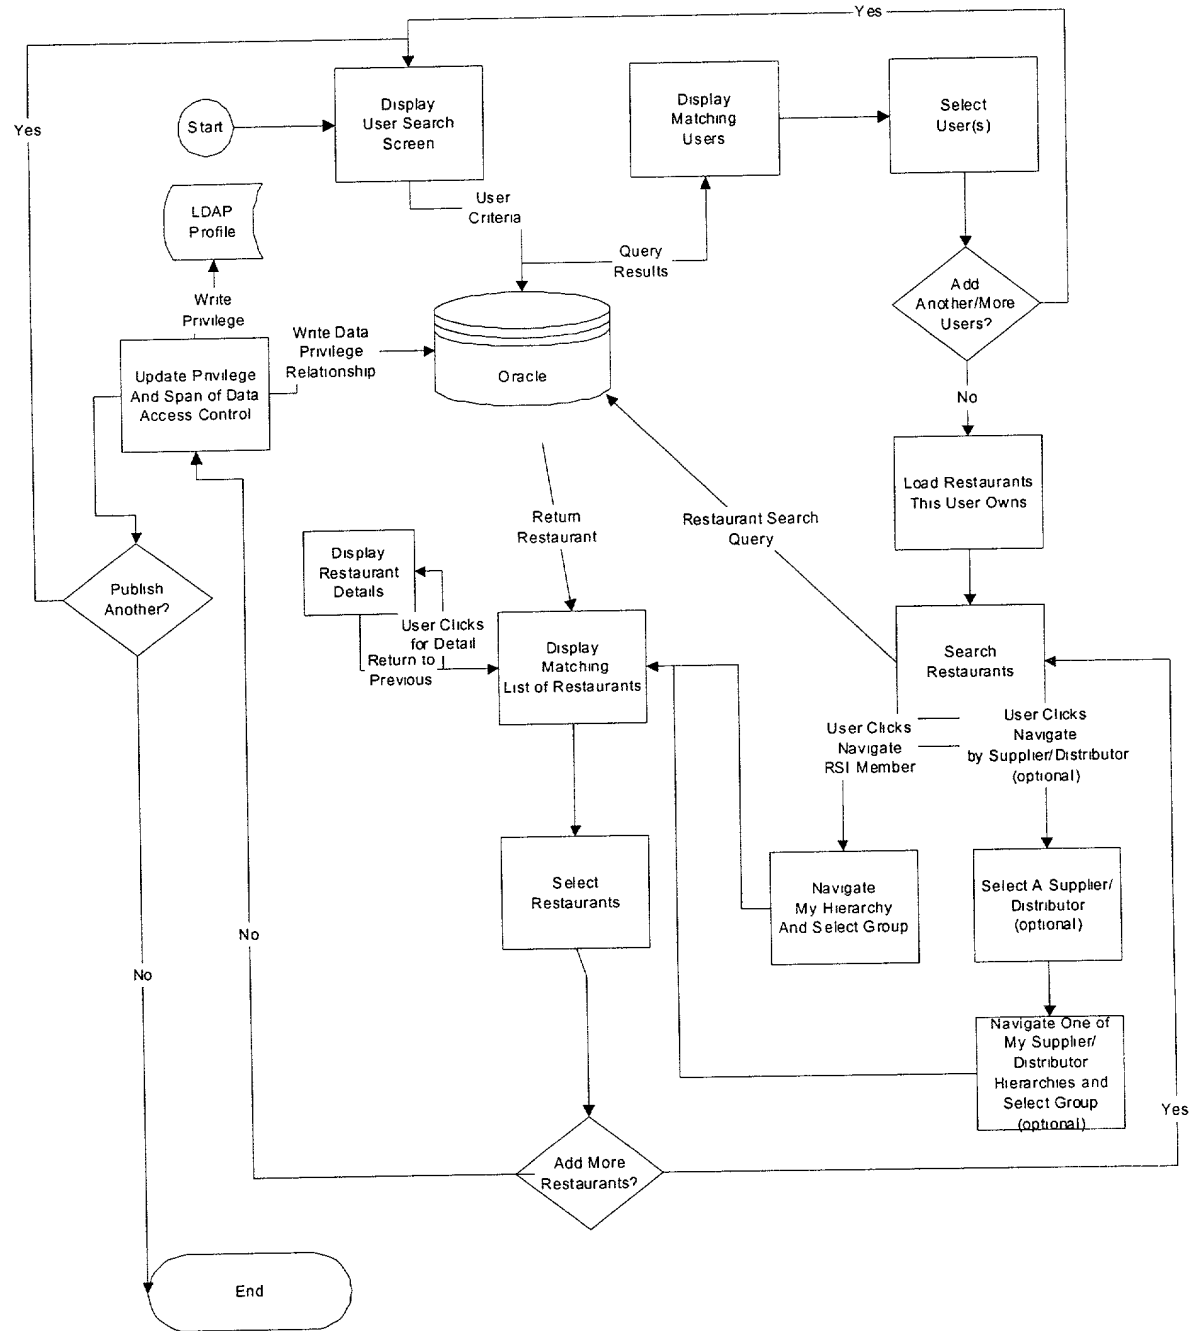 Yes
Yes
Start
Display
User Search
Screen
Display
Matching
Users
Select
User(s)
LDAP
Profile
User
Criteria
Query
Results
Add
Another/More
Users?
Write
Privilege
Write Data
Privilege
Relationship
Oracle
Update Privilege
And Span of Data
Access Control
No
Load Restaurants
This User Owns
Return
Restaurant
Restaurant Search
Query
Display
Restaurant
Details
Publish
Another?
User Clicks
for Detail
Return to
Previous
Display
Matching
List of Restaurants
Search
Restaurants
User Clicks
Navigate
RSI Member
User Clicks
Navigate
by Supplier/Distributor
(optional)
Select
Restaurants
Navigate
My Hierarchy
And Select Group
Select A Supplier/
Distributor
(optional)
No
No
Navigate One of
My Supplier/
Distributor
Hierarchies and
Select Group
(optional)
Yes
Add More
Restaurants?
End